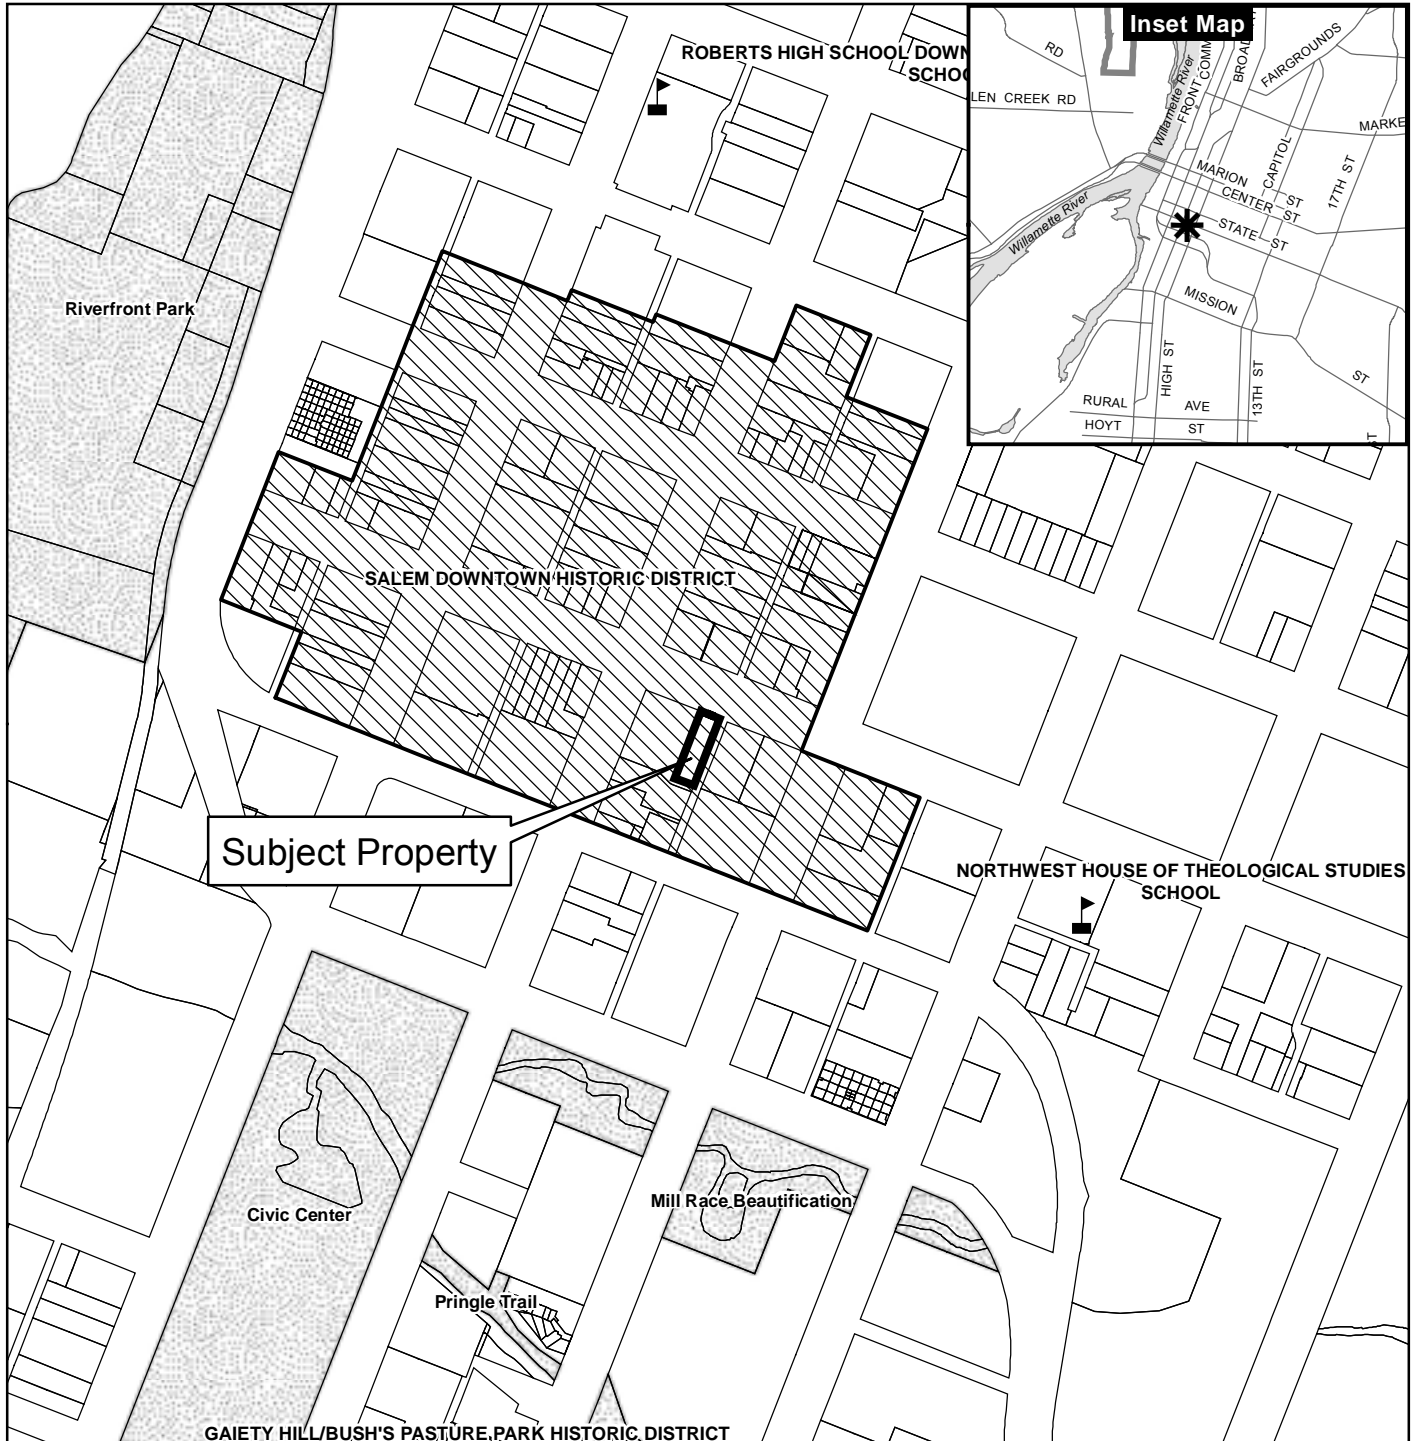 Inset Map
ROBERTS HIGH SCHOOL DOWN
SCHOO
RD
FRONT
COMM
BROAD
FAIRGROUNDS
LEN CREEK RD
Willamette River
MARKE
CAPITOL
17TH ST
MARION ST
CENTER ST
STATE ST
Willamette River
MISSION
ST
HIGH ST
13TH ST
RURAL AVE
HOYT ST
ST
Riverfront Park
SALEM DOWNTOWN HISTORIC DISTRICT
Subject Property
NORTHWEST HOUSE OF THEOLOGICAL STUDIES
SCHOOL
Mill Race Beautification
Civic Center
Pringle Trail
GAIETY HILL/BUSH'S PASTURE PARK HISTORIC DISTRICT